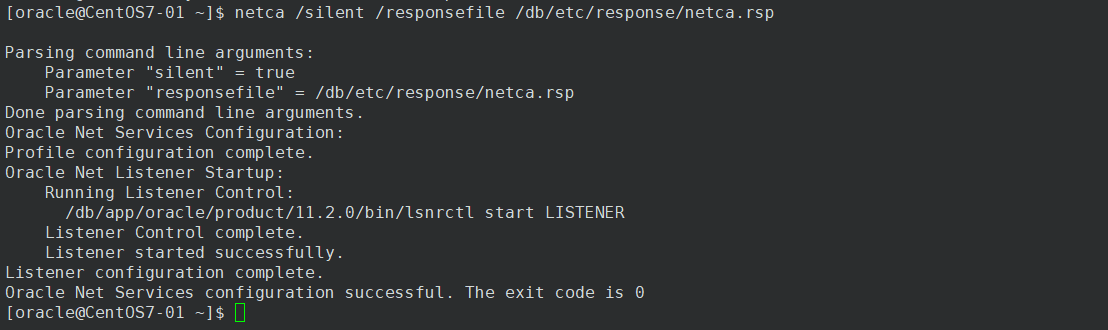 [oracle@CentOS7-01 ~]$ netca /silent /responsefile /db/etc/response/netca.rsp
Parsing command line arguments:
    Parameter "silent" = true
    Parameter "responsefile" = /db/etc/response/netca.rsp
Done parsing command line arguments.
Oracle Net Services Configuration:
Profile configuration complete.
Oracle Net Listener Startup:
    Running Listener Control:
      /db/app/oracle/product/11.2.0/bin/lsnrctl start LISTENER
    Listener Control complete.
    Listener started successfully.
Listener configuration complete.
Oracle Net Services configuration successful. The exit code is 0
[oracle@CentOS7-01 ~]$